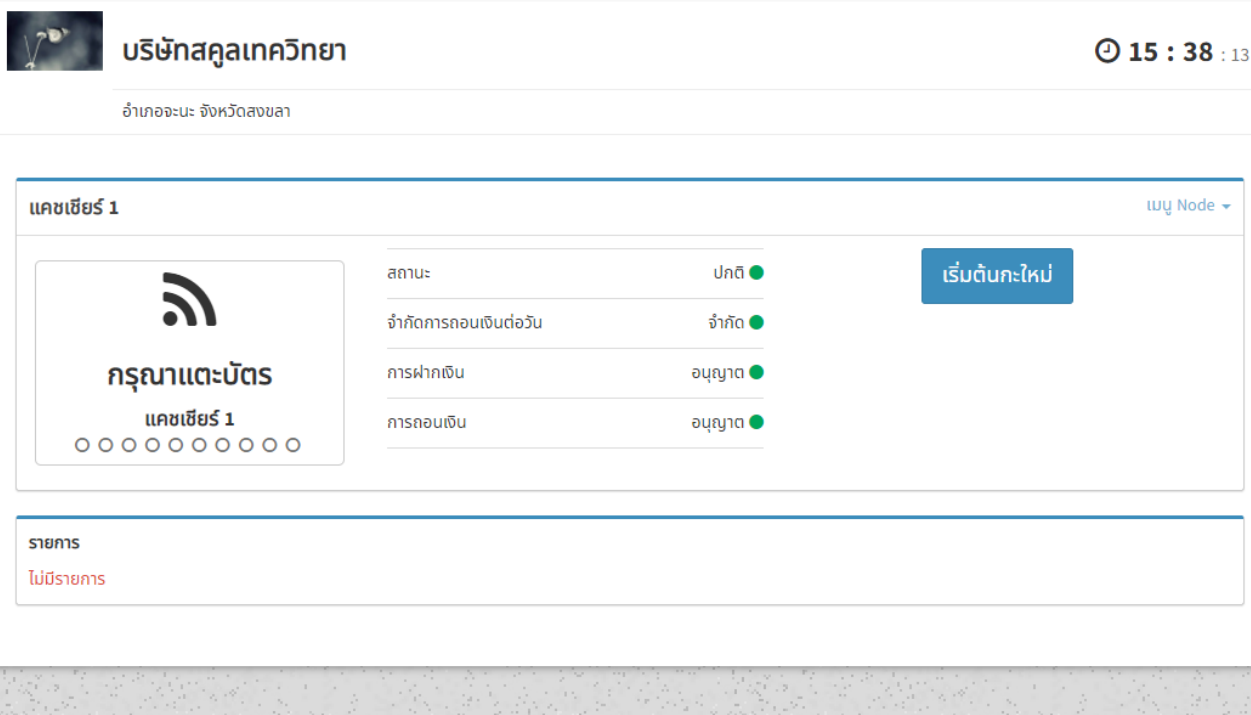 บริษัทสคูลเทควิทยา
15 : 38 : 13
อำเภอจะนะ จังหวัดสงขลา
แคชเชียร์ 1
เมนู Node
กรุณาแตะบัตร
แคชเชียร์ 1
สถานะ ปกติ
จำกัดการถอนเงินต่อวัน จำกัด
การฝากเงิน อนุญาต
การถอนเงิน อนุญาต
เริ่มต้นกะใหม่
รายการ
ไม่มีรายการ